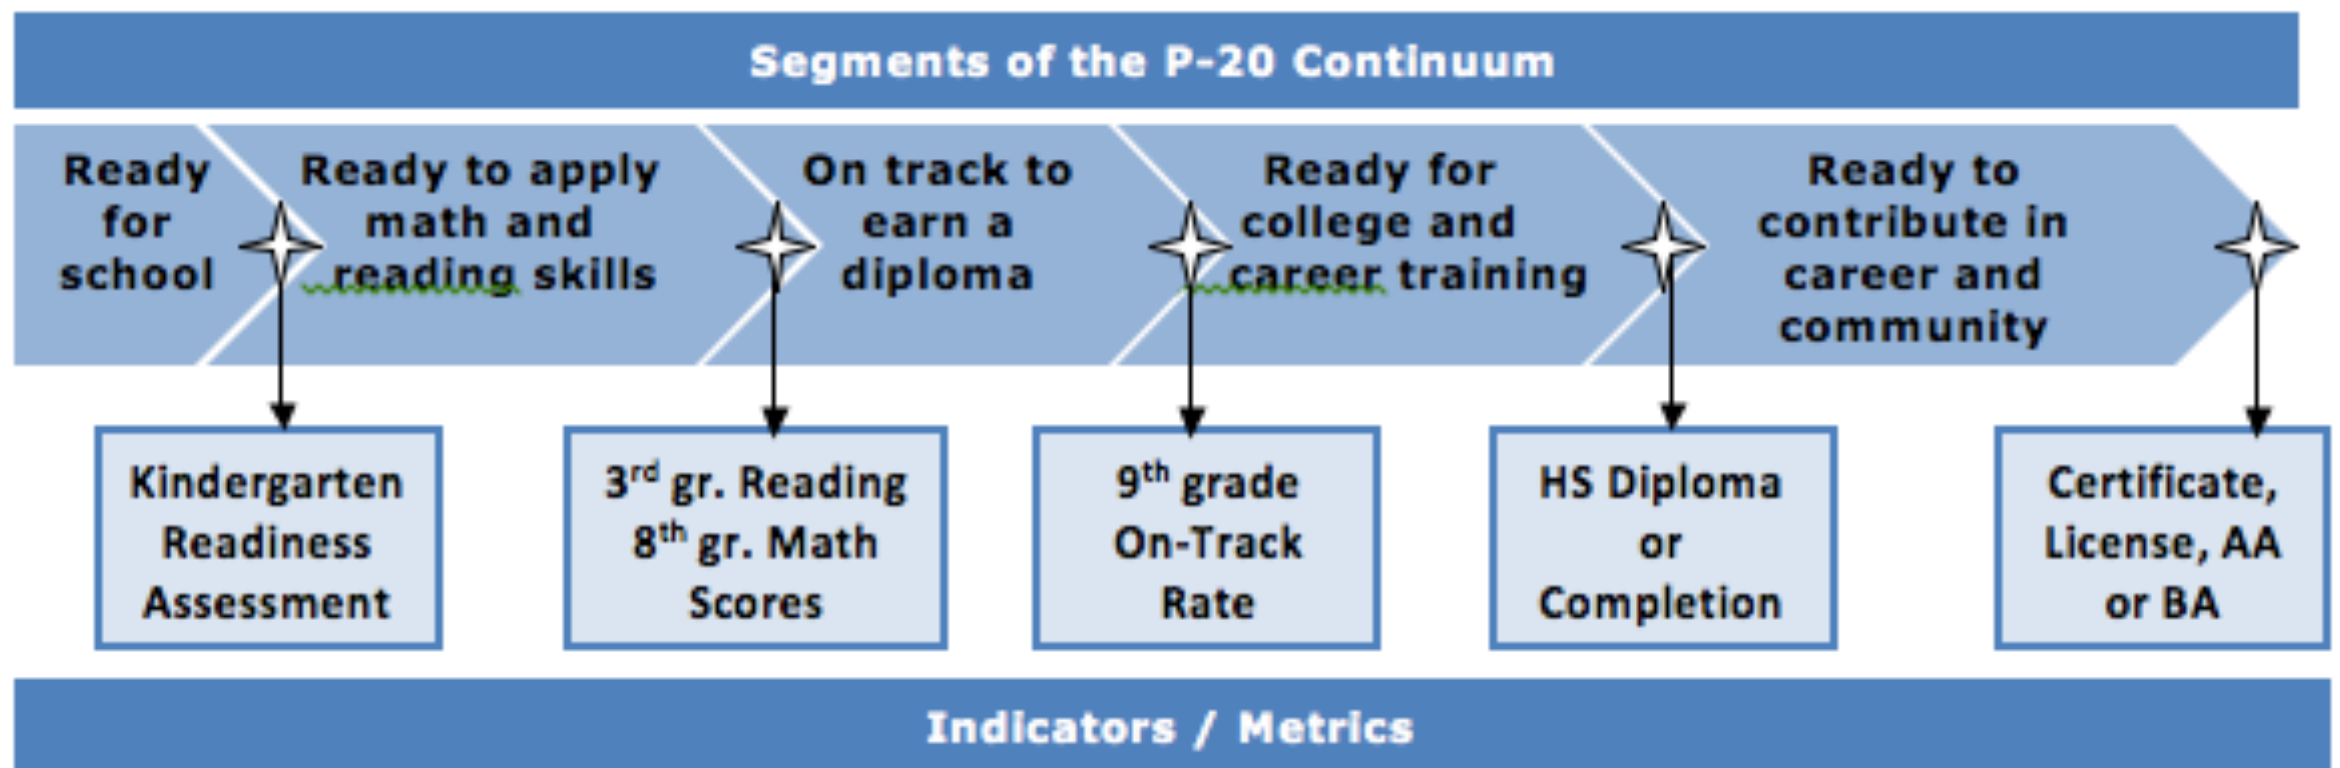 Segments of the P-20 Continuum
Ready
for
school
Ready to apply
math and
reading skills
On track to
earn a
diploma
Ready for
college and
career training
Ready to
contribute in
career and
community
Kindergarten
Readiness
Assessment
3rd gr. Reading
8th gr. Math
Scores
9th grade
On-Track
Rate
HS Diploma
or
Completion
Certificate,
License, AA
or BA
Indicators / Metrics